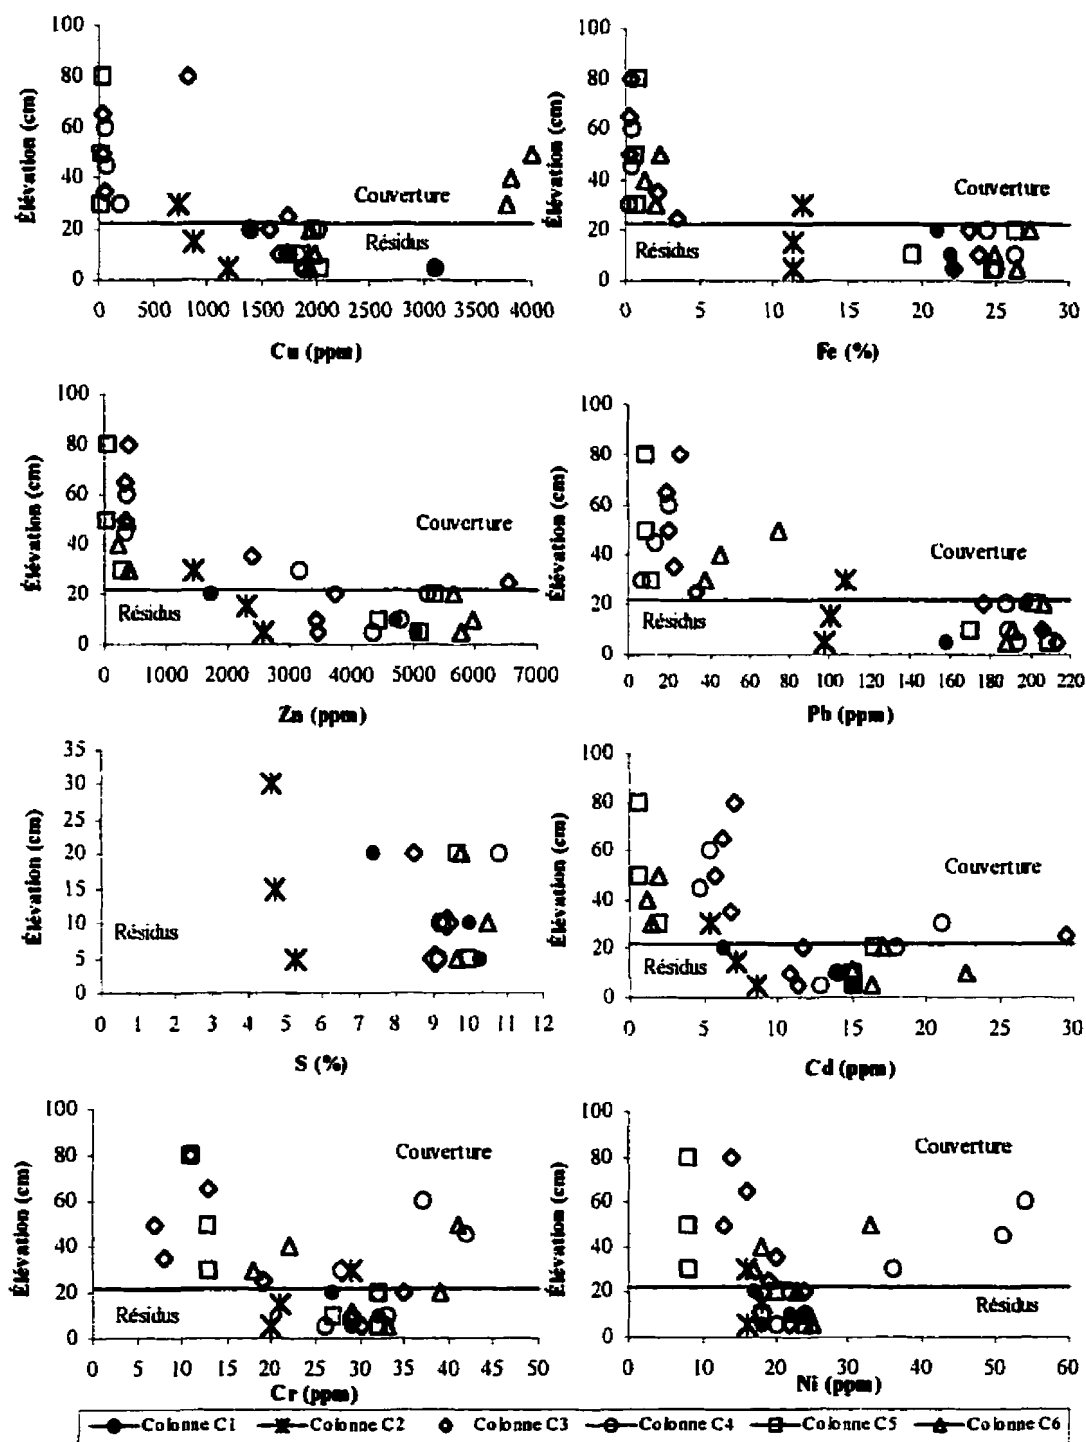 100
80
60
40
20
0
Élévation (cm)
Couverture
Résidus
0 500 1000 1500 2000 2500 3000 3500 4000
Cu (ppm)
100
80
60
40
20
0
Élévation (cm)
Couverture
Résidus
0 5 10 15 20 25 30
Fe (%)
100
80
60
40
20
0
Élévation (cm)
Couverture
Résidus
0 1000 2000 3000 4000 5000 6000 7000
Zn (ppm)
100
80
60
40
20
0
Élévation (cm)
Couverture
Résidus
0 20 40 60 80 100 120 140 160 180 200 220
Pb (ppm)
35
30
25
20
15
10
5
0
Élévation (cm)
Résidus
0 1 2 3 4 5 6 7 8 9 10 11 12
S (%)
100
80
60
40
20
0
Élévation (cm)
Couverture
Résidus
0 5 10 15 20 25 30
Cd (ppm)
100
80
60
40
20
0
Élévation (cm)
Couverture
Résidus
0 5 10 15 20 25 30 35 40 45 50
Cr (ppm)
100
80
60
40
20
0
Élévation (cm)
Couverture
Résidus
0 10 20 30 40 50 60
Ni (ppm)
Colonne C1 Colonne C2 Colonne C3 Colonne C4 Colonne C5 Colonne C6